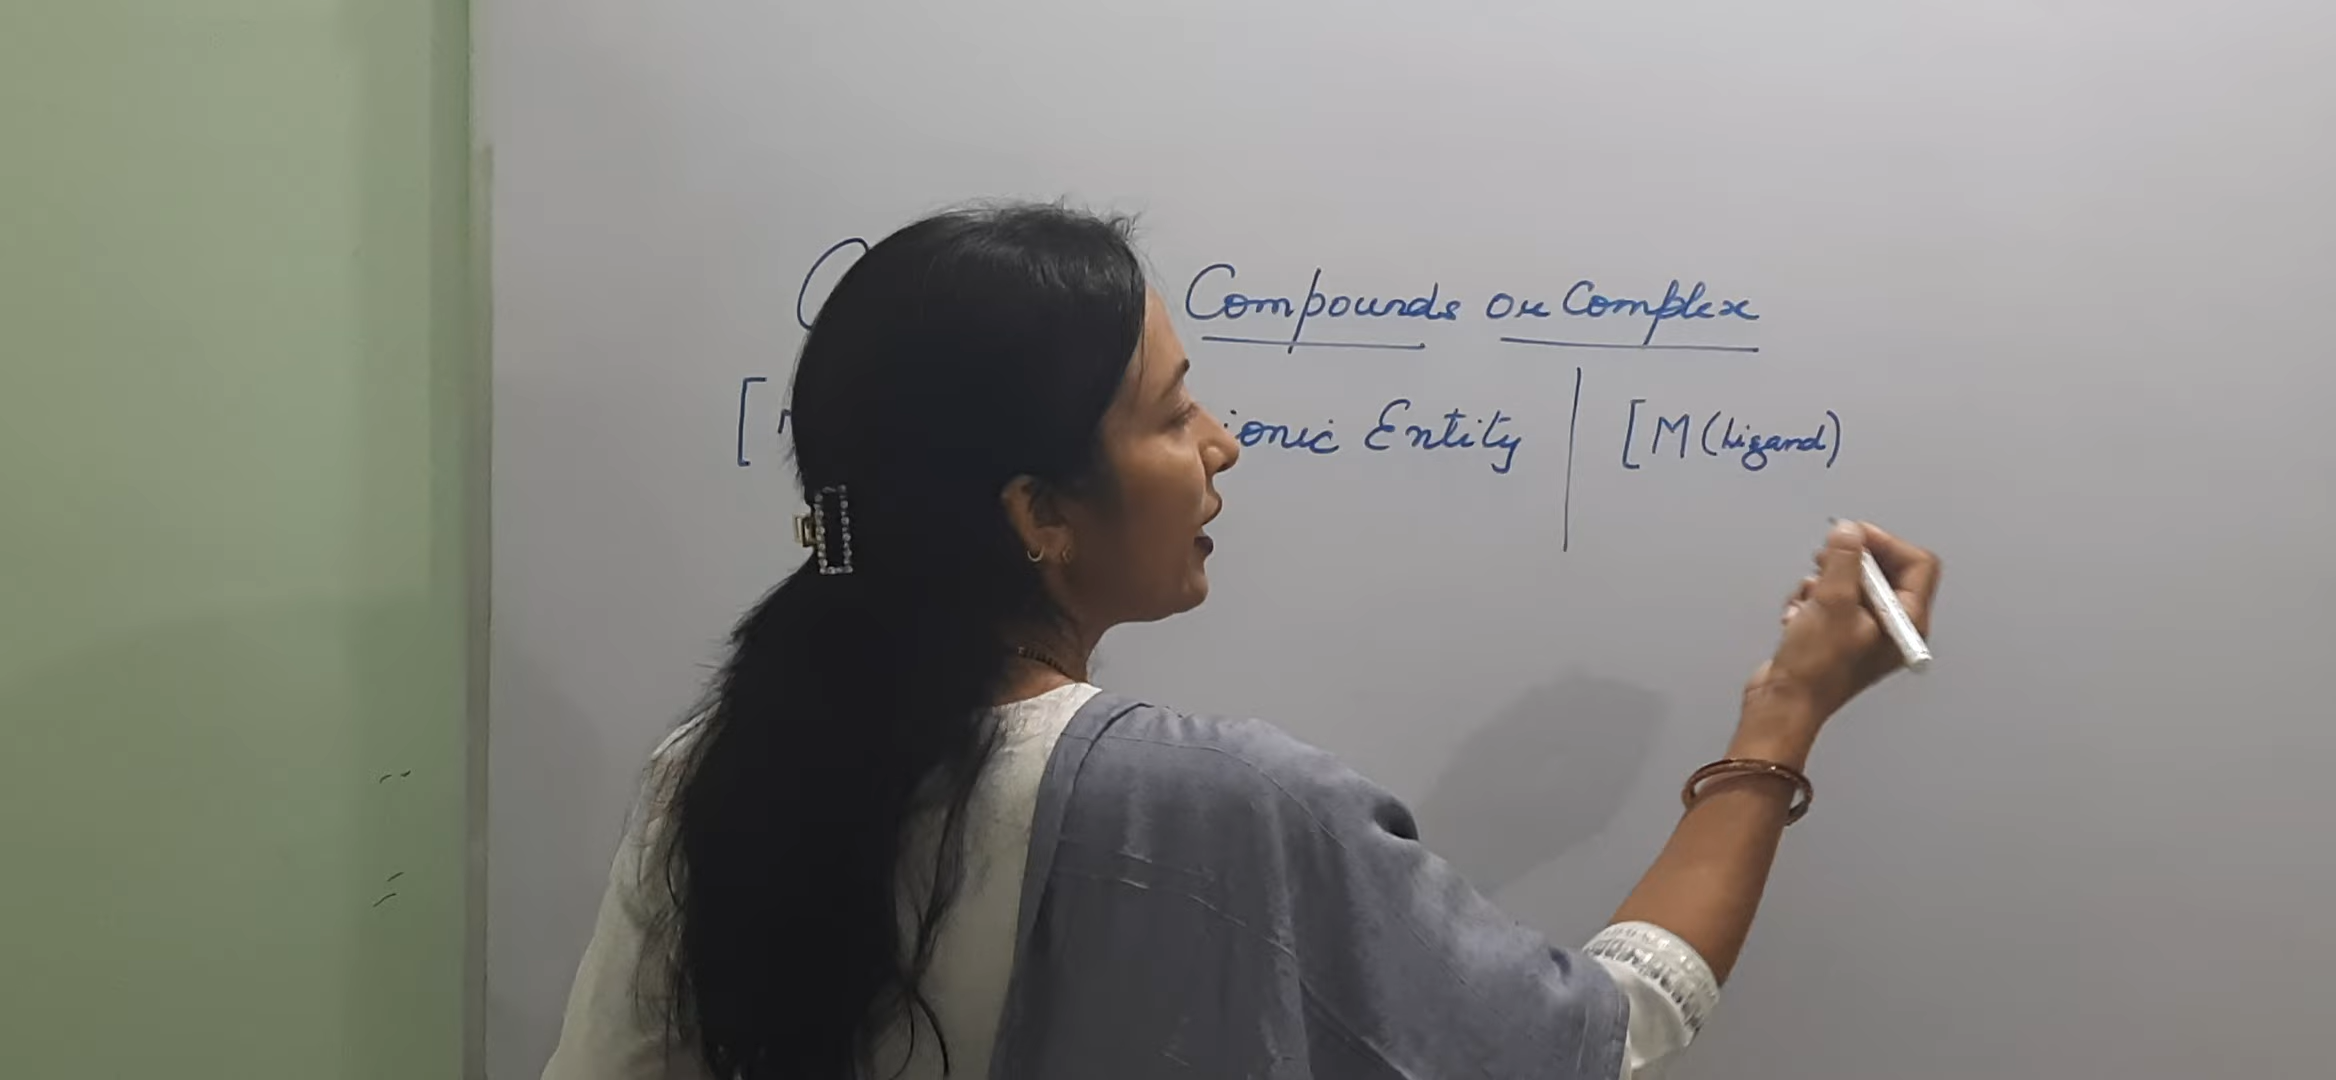 Compounds or Complex
ionic Entity | [M(Ligand)